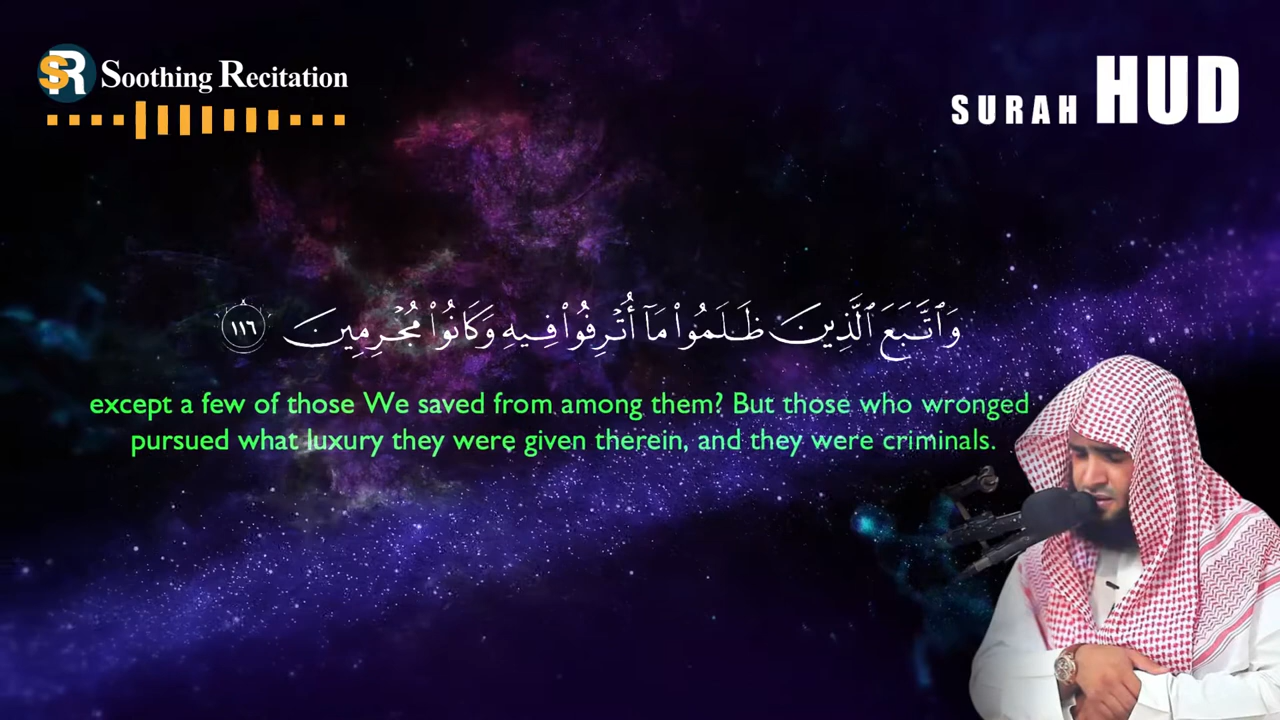 SR Soothing Recitation
SURAH HUD
وَٱتَّبَعَ ٱلَّذِينَ ظَلَمُوا۟ مَآ أُتْرِفُوا۟ فِيهِ وَكَانُوا۟ مُجْرِمِينَ ١١٦
except a few of those We saved from among them? But those who wronged
pursued what luxury they were given therein, and they were criminals.